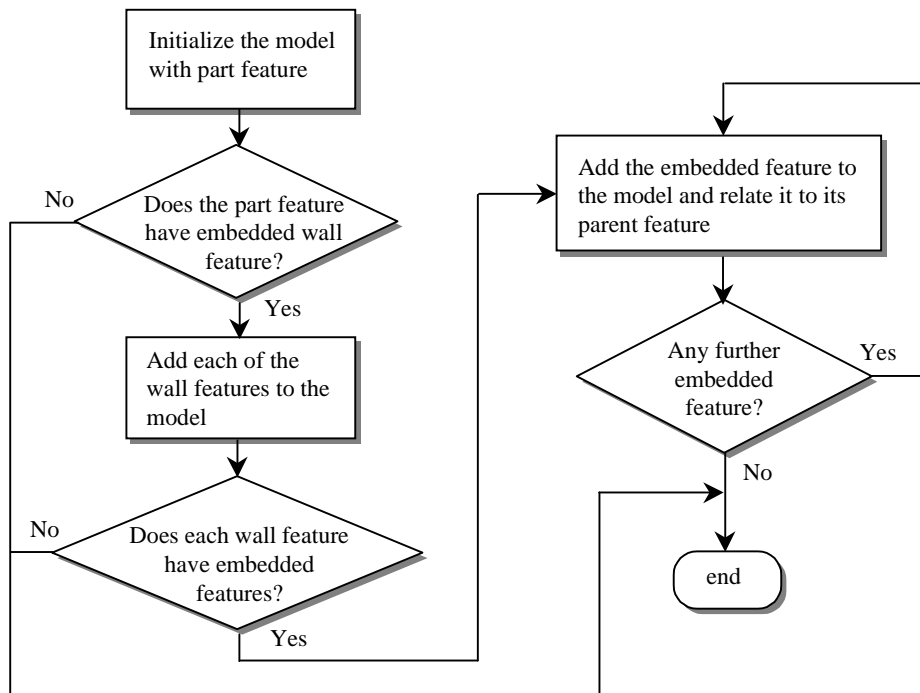 Initialize the model
with part feature
No
Does the part feature
have embedded wall
feature?
Yes
Add each of the
wall features to the
model
No
Does each wall feature
have embedded
features?
Yes
Add the embedded feature to
the model and relate it to its
parent feature
Any further
embedded
feature?
Yes
No
end